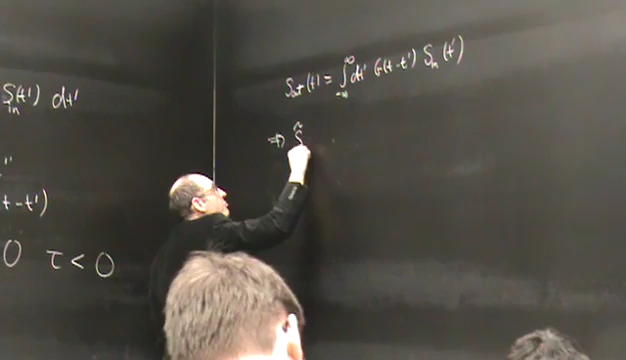 S_in(t') dt'
"
t-t')
0 τ < 0
S_out(t) = ∫_{-∞}^{∞} dt' G(t-t') S_in(t')
⇒ S̃